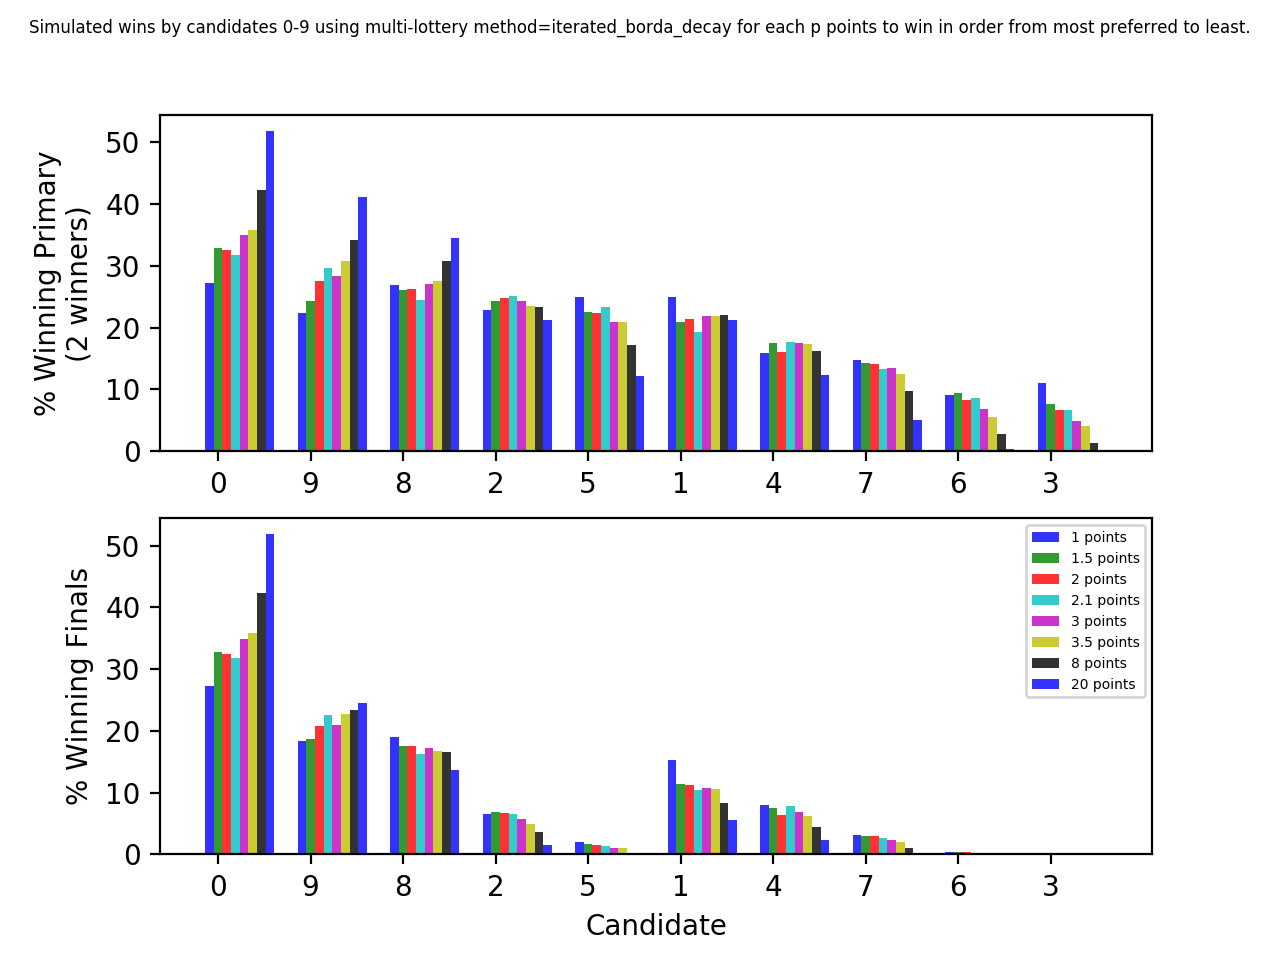 Simulated wins by candidates 0-9 using multi-lottery method=iterated_borda_decay for each p points to win in order from most preferred to least.
% Winning Primary
(2 winners)
50
40
30
20
10
0
0 9 8 2 5 1 4 7 6 3
% Winning Finals
50
40
30
20
10
0
1 points
1.5 points
2 points
2.1 points
3 points
3.5 points
8 points
20 points
0 9 8 2 5 1 4 7 6 3
Candidate